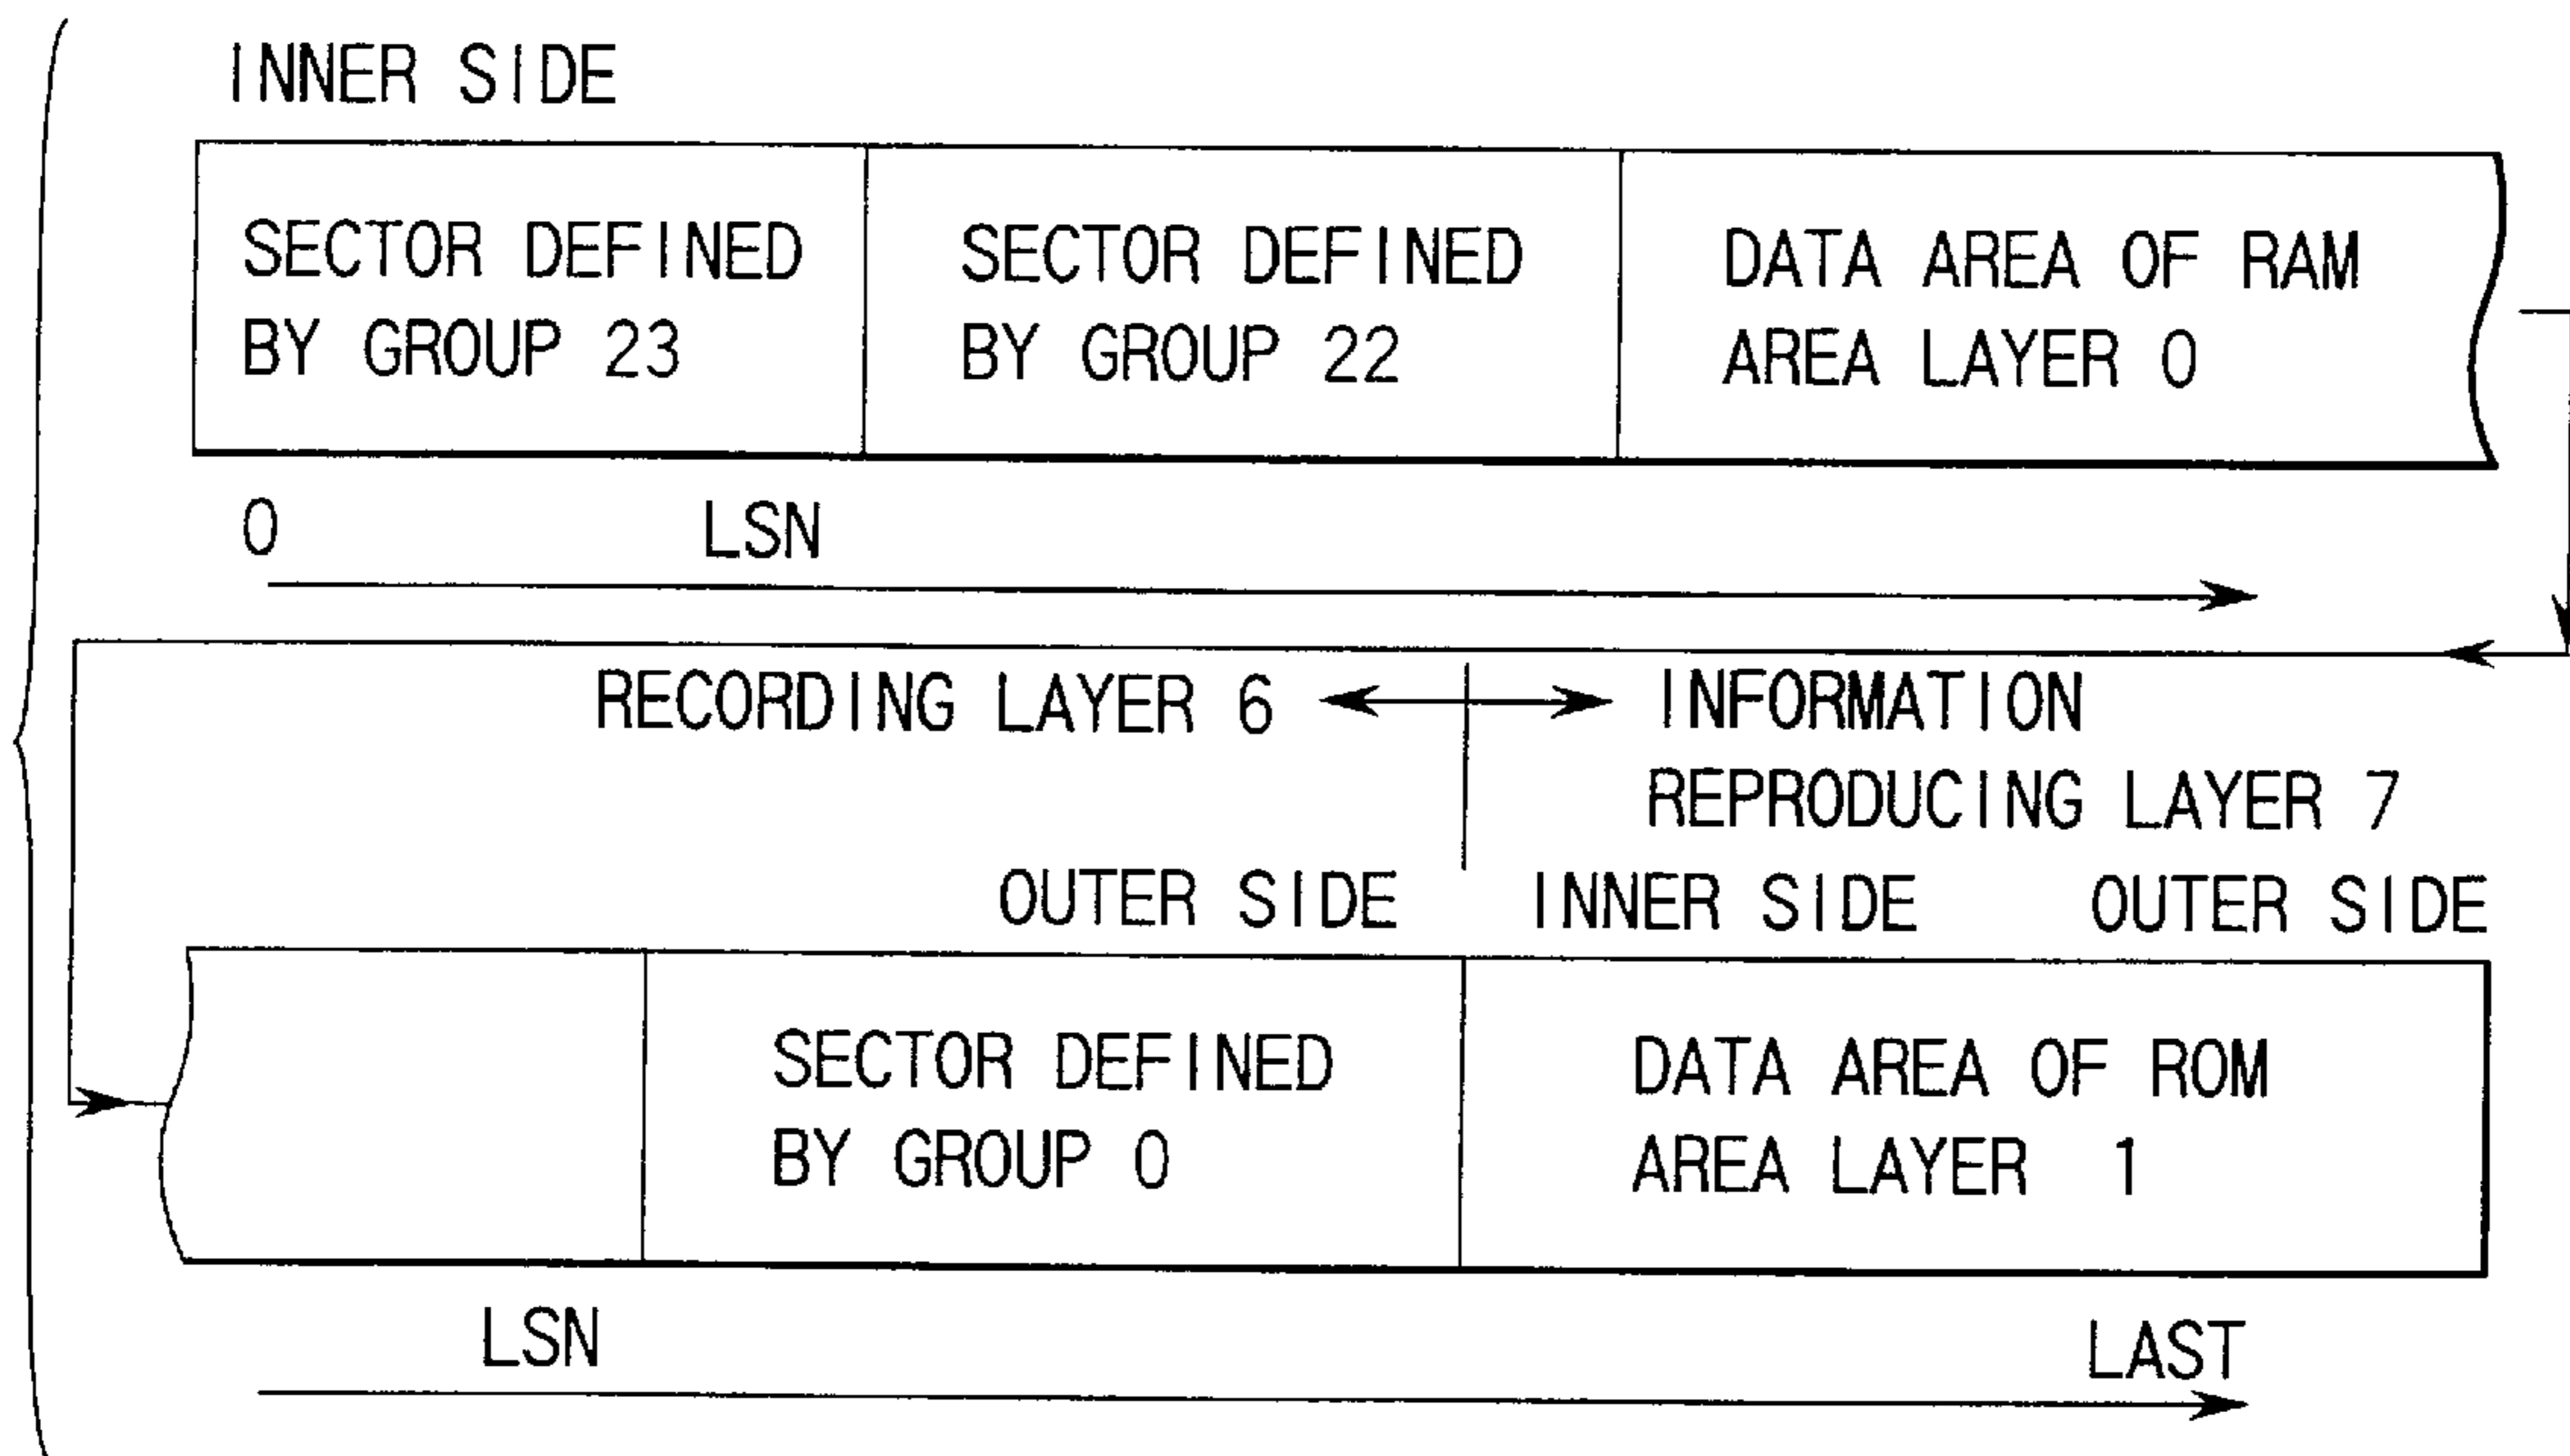 INNER SIDE
SECTOR DEFINED
BY GROUP 23
SECTOR DEFINED
BY GROUP 22
DATA AREA OF RAM
AREA LAYER 0
0
LSN
RECORDING LAYER 6
INFORMATION
REPRODUCING LAYER 7
OUTER SIDE
INNER SIDE
OUTER SIDE
SECTOR DEFINED
BY GROUP 0
DATA AREA OF ROM
AREA LAYER 1
LSN
LAST